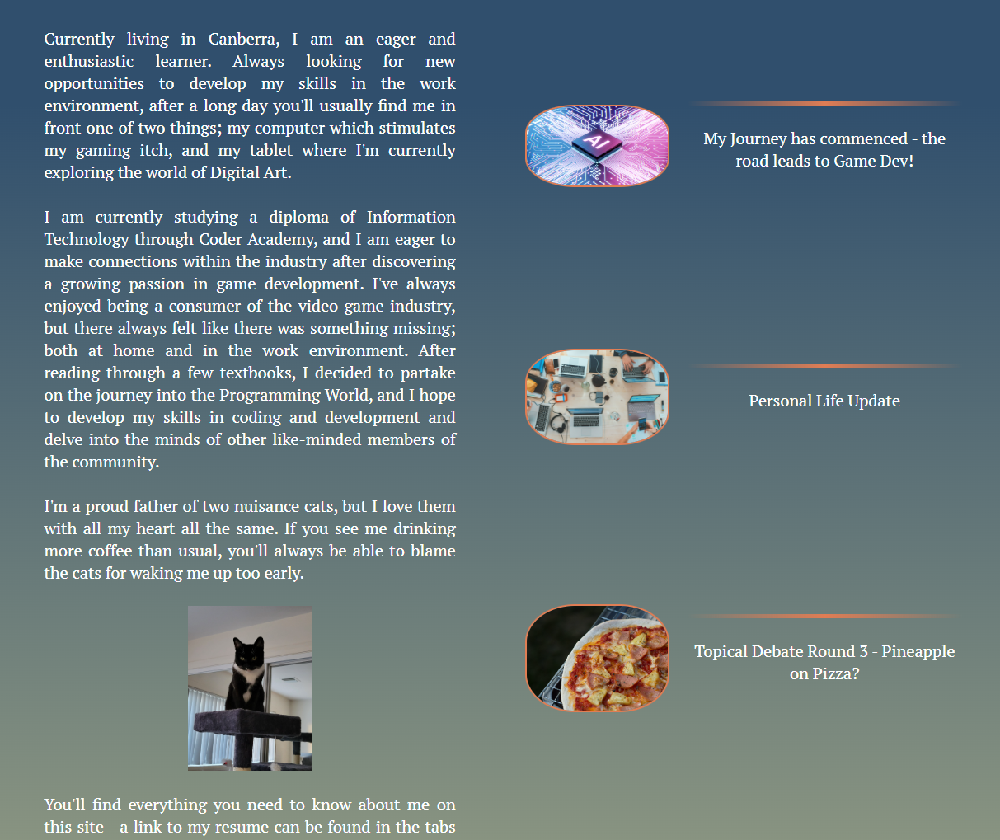 Currently living in Canberra, I am an eager and
enthusiastic learner. Always looking for new
opportunities to develop my skills in the work
environment, after a long day you'll usually find me in
front one of two things; my computer which stimulates
my gaming itch, and my tablet where I'm currently
exploring the world of Digital Art.
I am currently studying a diploma of Information
Technology through Coder Academy, and I am eager to
make connections within the industry after discovering
a growing passion in game development. I've always
enjoyed being a consumer of the video game industry,
but there always felt like there was something missing;
both at home and in the work environment. After
reading through a few textbooks, I decided to partake
on the journey into the Programming World, and I hope
to develop my skills in coding and development and
delve into the minds of other like-minded members of
the community.
I'm a proud father of two nuisance cats, but I love them
with all my heart all the same. If you see me drinking
more coffee than usual, you'll always be able to blame
the cats for waking me up too early.
You'll find everything you need to know about me on
this site - a link to my resume can be found in the tabs
AI
My Journey has commenced - the
road leads to Game Dev!
Personal Life Update
Topical Debate Round 3 - Pineapple
on Pizza?